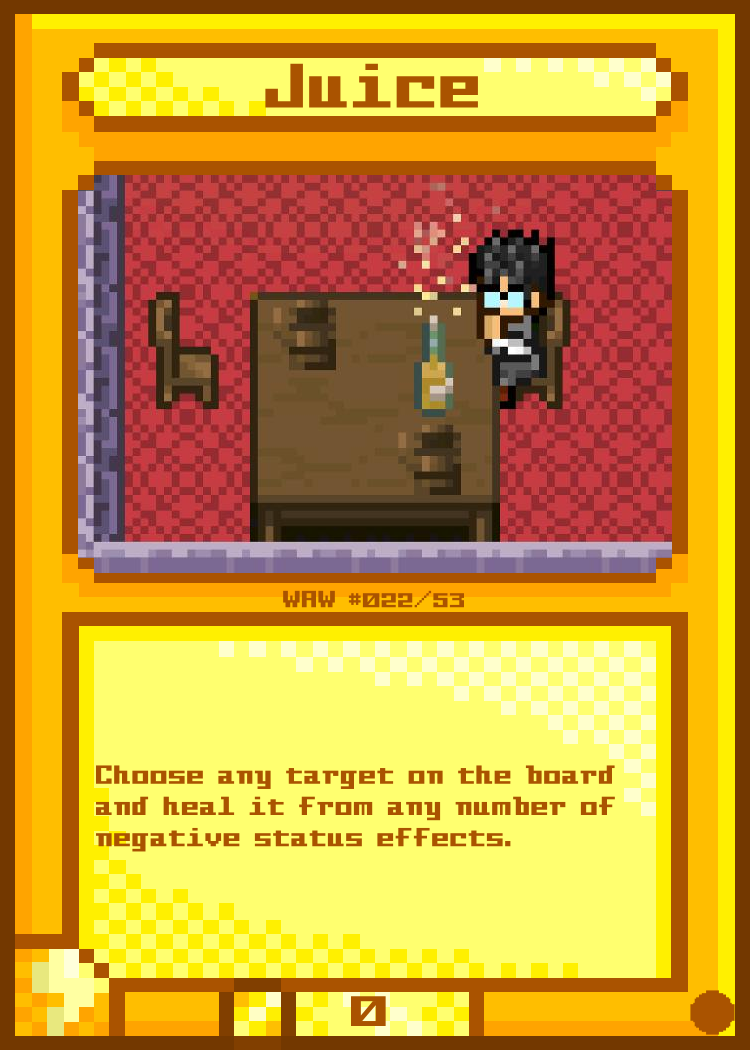 Juice
WAW #022/53
Choose any target on the board
and heal it from any number of
negative status effects.
0